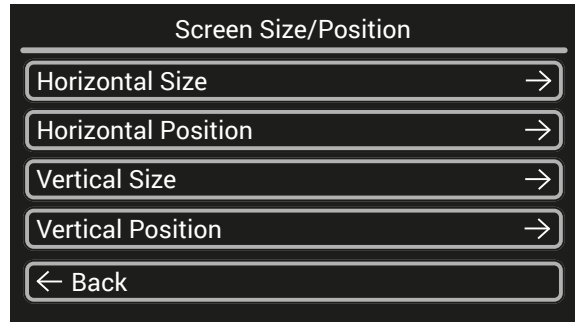 Screen Size/Position
Horizontal Size →
Horizontal Position →
Vertical Size →
Vertical Position →
← Back